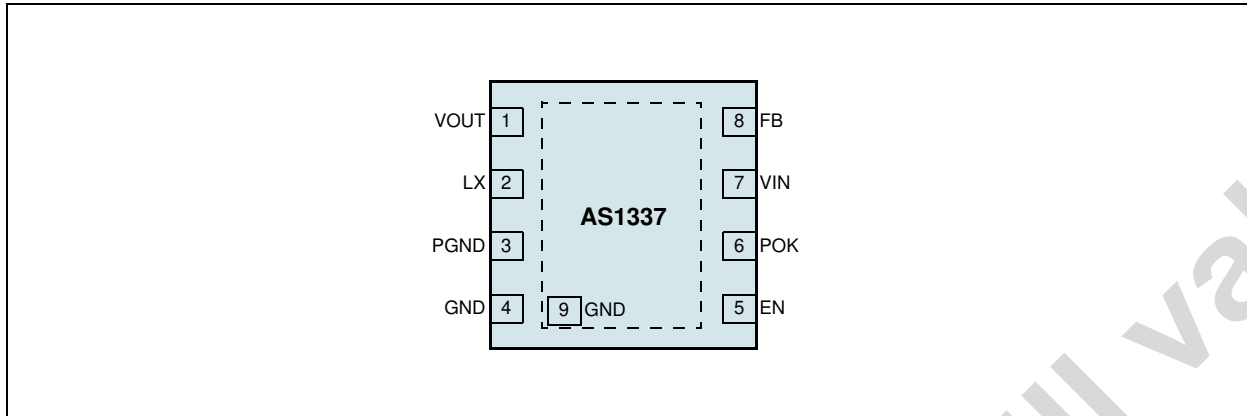 VOUT 1 8 FB
LX 2 7 VIN
AS1337
PGND 3 6 POK
GND 4 9 GND 5 EN